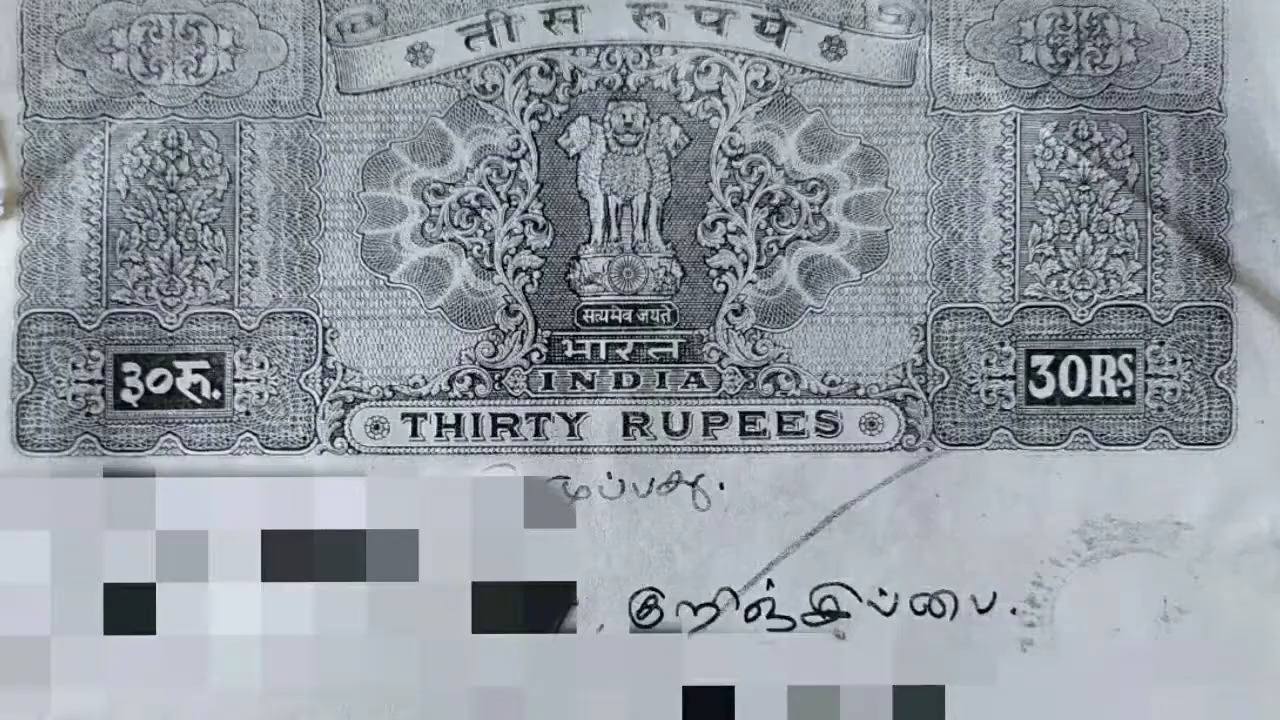 तीस रुपये
सत्यमेव जयते
भारत
INDIA
३०रु. 30RS.
THIRTY RUPEES
குறிஞ்சிப்பை.